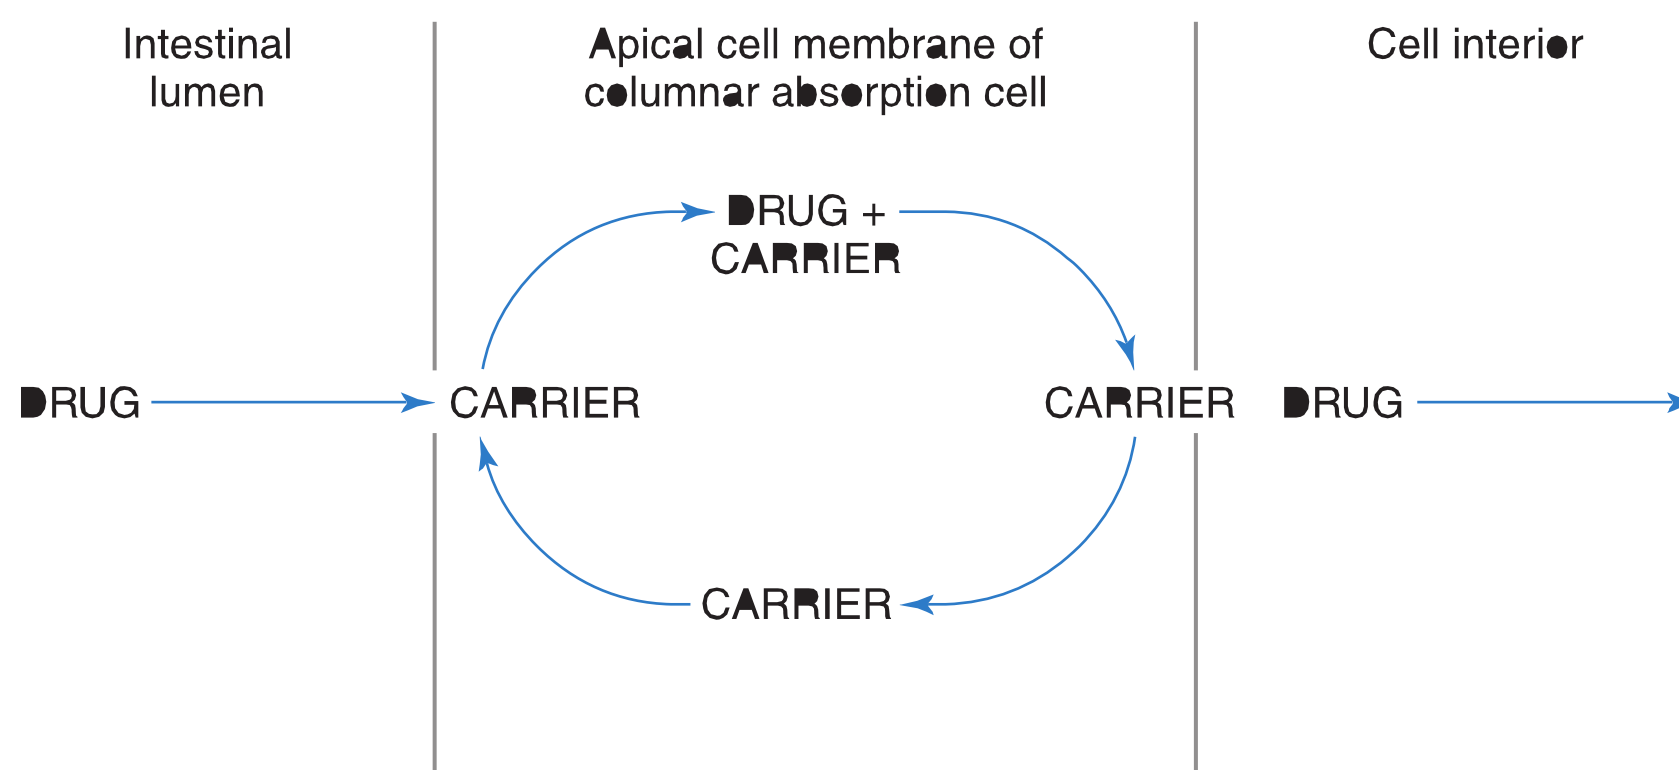 Intestinal
lumen
Apical cell membrane of
columnar absorption cell
Cell interior
DRUG +
CARRIER
DRUG
CARRIER
CARRIER
DRUG
CARRIER